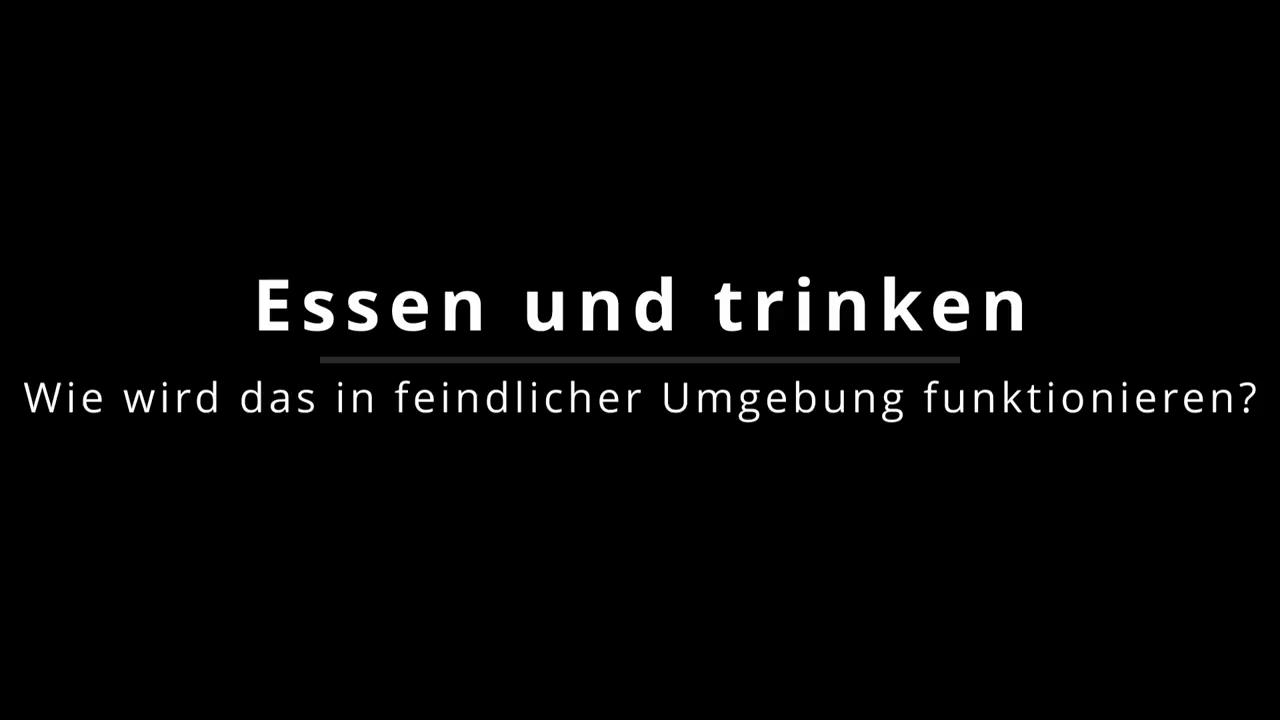 Essen und trinken
Wie wird das in feindlicher Umgebung funktionieren?